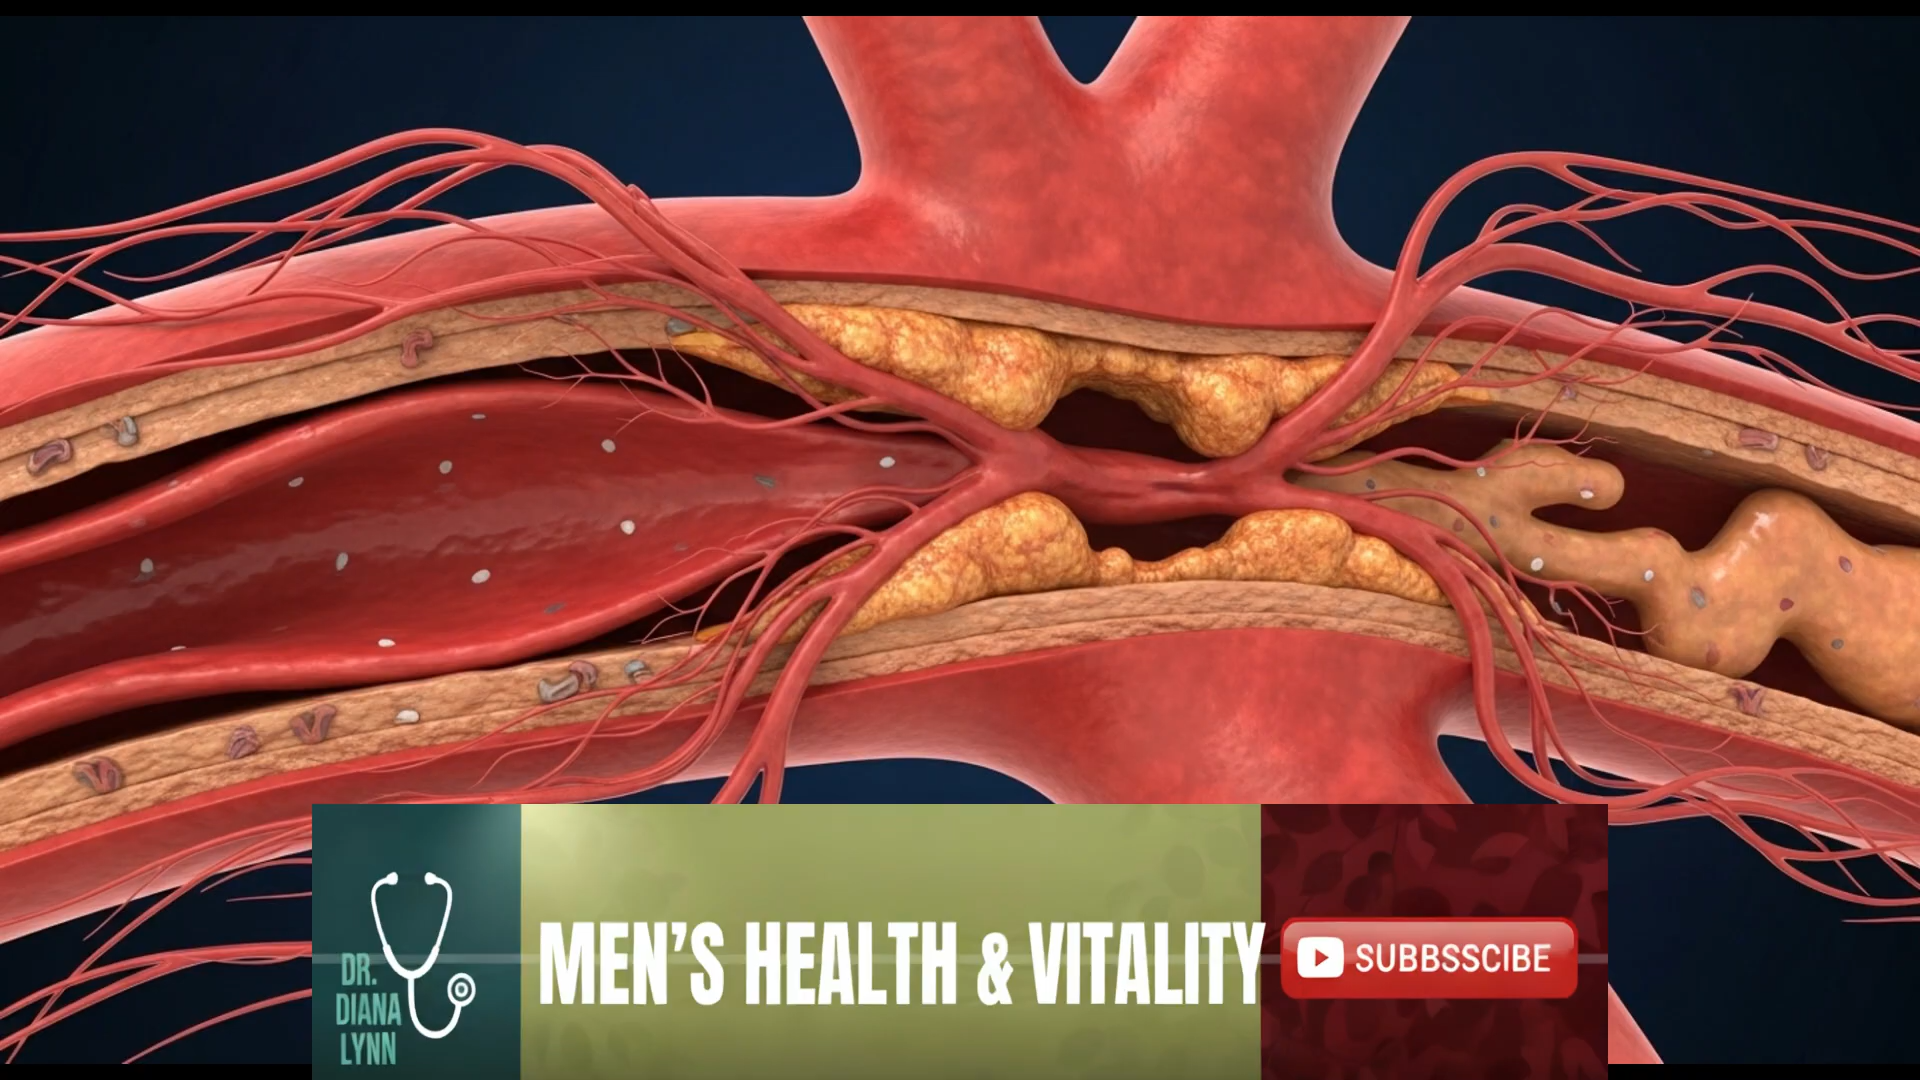 DR.
DIANA
LYNN
MEN'S HEALTH & VITALITY
SUBBSSCIBE